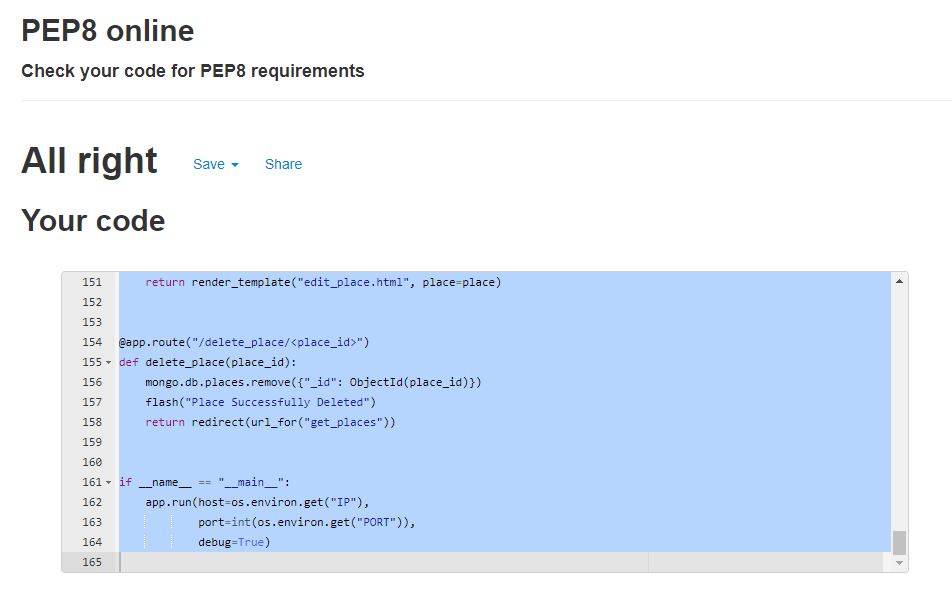 PEP8 online
Check your code for PEP8 requirements
All right Save Share
Your code
151     return render_template("edit_place.html", place=place)
152
153
154 @app.route("/delete_place/<place_id>")
155 def delete_place(place_id):
156     mongo.db.places.remove({"_id": ObjectId(place_id)})
157     flash("Place Successfully Deleted")
158     return redirect(url_for("get_places"))
159
160
161 if __name__ == "__main__":
162     app.run(host=os.environ.get("IP"),
163             port=int(os.environ.get("PORT")),
164             debug=True)
165